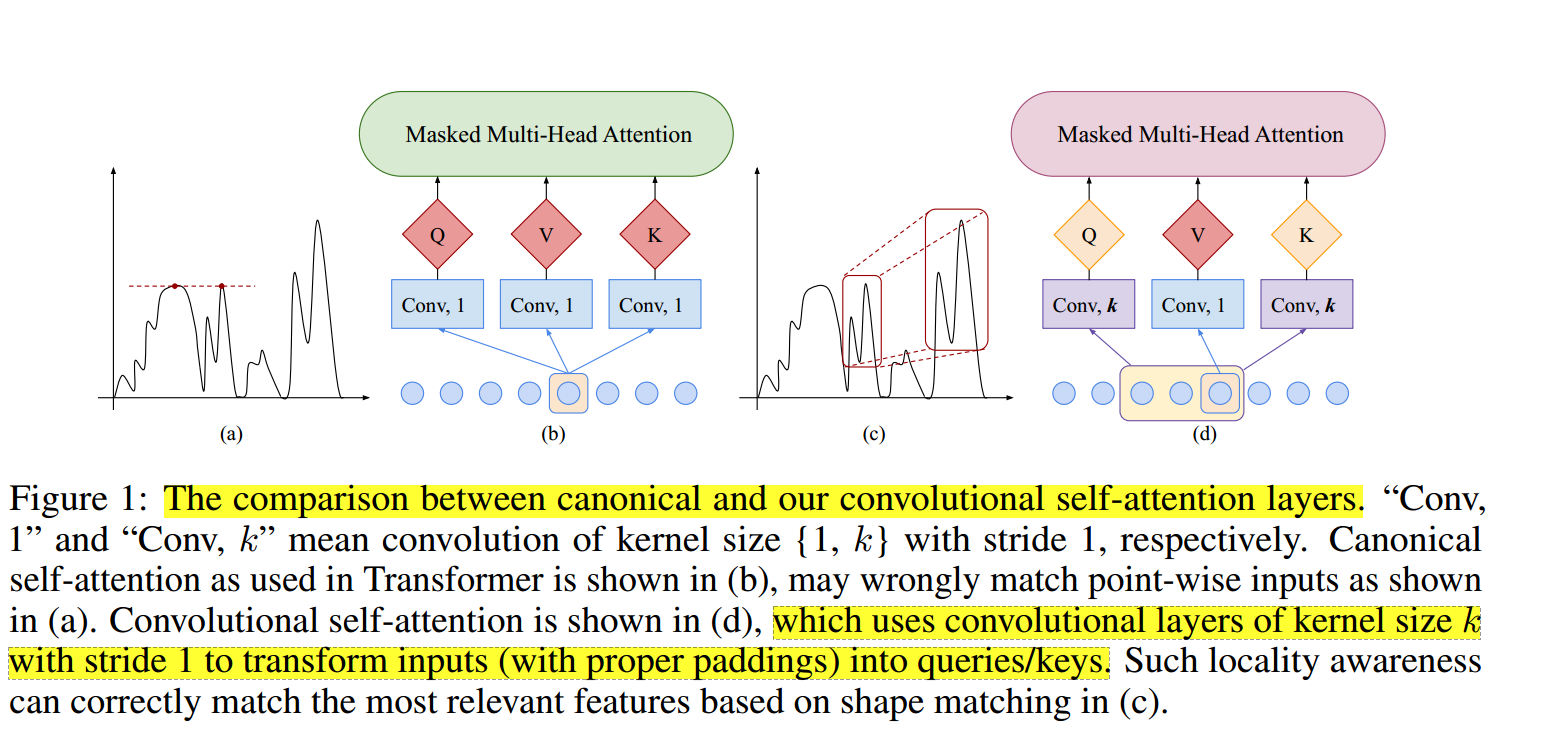 Masked Multi-Head Attention
Masked Multi-Head Attention
Q
V
K
Q
V
K
Conv, 1
Conv, 1
Conv, 1
Conv, k
Conv, 1
Conv, k
(a)
(b)
(c)
(d)
Figure 1: The comparison between canonical and our convolutional self-attention layers. “Conv,
1” and “Conv, k” mean convolution of kernel size {1, k} with stride 1, respectively. Canonical
self-attention as used in Transformer is shown in (b), may wrongly match point-wise inputs as shown
in (a). Convolutional self-attention is shown in (d), which uses convolutional layers of kernel size k
with stride 1 to transform inputs (with proper paddings) into queries/keys. Such locality awareness
can correctly match the most relevant features based on shape matching in (c).